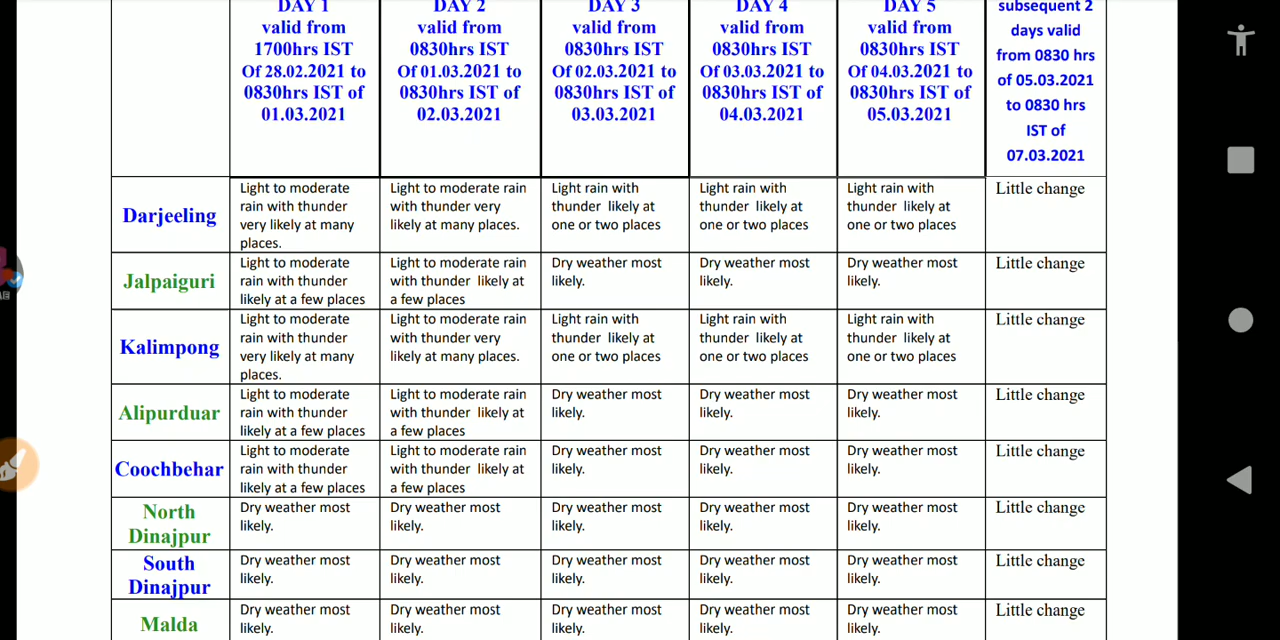 DAY 1
valid from
1700hrs IST
Of 28.02.2021 to
0830hrs IST of
01.03.2021
DAY 2
valid from
0830hrs IST
Of 01.03.2021 to
0830hrs IST of
02.03.2021
DAY 3
valid from
0830hrs IST
Of 02.03.2021 to
0830hrs IST of
03.03.2021
DAY 4
valid from
0830hrs IST
Of 03.03.2021 to
0830hrs IST of
04.03.2021
DAY 5
valid from
0830hrs IST
Of 04.03.2021 to
0830hrs IST of
05.03.2021
subsequent 2
days valid
from 0830 hrs
of 05.03.2021
to 0830 hrs
IST of
07.03.2021
Darjeeling
Light to moderate
rain with thunder
very likely at many
places.
Light to moderate rain
with thunder very
likely at many places.
Light rain with
thunder likely at
one or two places
Light rain with
thunder likely at
one or two places
Light rain with
thunder likely at
one or two places
Little change
Jalpaiguri
Light to moderate
rain with thunder
likely at a few places
Light to moderate rain
with thunder likely at
a few places
Dry weather most
likely.
Dry weather most
likely.
Dry weather most
likely.
Little change
Kalimpong
Light to moderate
rain with thunder
very likely at many
places.
Light to moderate rain
with thunder very
likely at many places.
Light rain with
thunder likely at
one or two places
Light rain with
thunder likely at
one or two places
Light rain with
thunder likely at
one or two places
Little change
Alipurduar
Light to moderate
rain with thunder
likely at a few places
Light to moderate rain
with thunder likely at
a few places
Dry weather most
likely.
Dry weather most
likely.
Dry weather most
likely.
Little change
Coochbehar
Light to moderate
rain with thunder
likely at a few places
Light to moderate rain
with thunder likely at
a few places
Dry weather most
likely.
Dry weather most
likely.
Dry weather most
likely.
Little change
North
Dinajpur
Dry weather most
likely.
Dry weather most
likely.
Dry weather most
likely.
Dry weather most
likely.
Dry weather most
likely.
Little change
South
Dinajpur
Dry weather most
likely.
Dry weather most
likely.
Dry weather most
likely.
Dry weather most
likely.
Dry weather most
likely.
Little change
Malda
Dry weather most
likely.
Dry weather most
likely.
Dry weather most
likely.
Dry weather most
likely.
Dry weather most
likely.
Little change